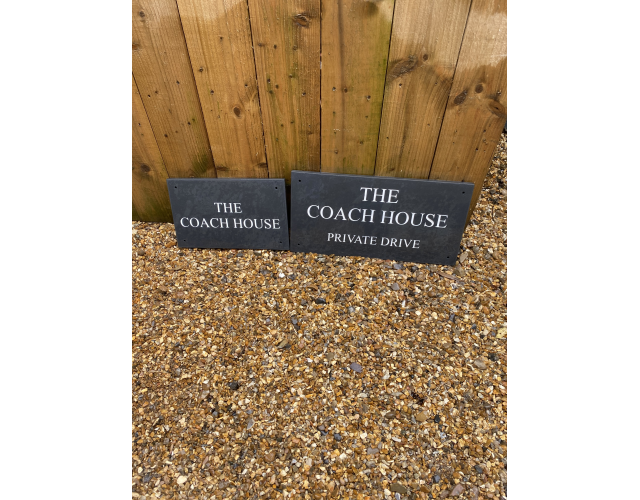 THE
COACH HOUSE
THE
COACH HOUSE
PRIVATE DRIVE